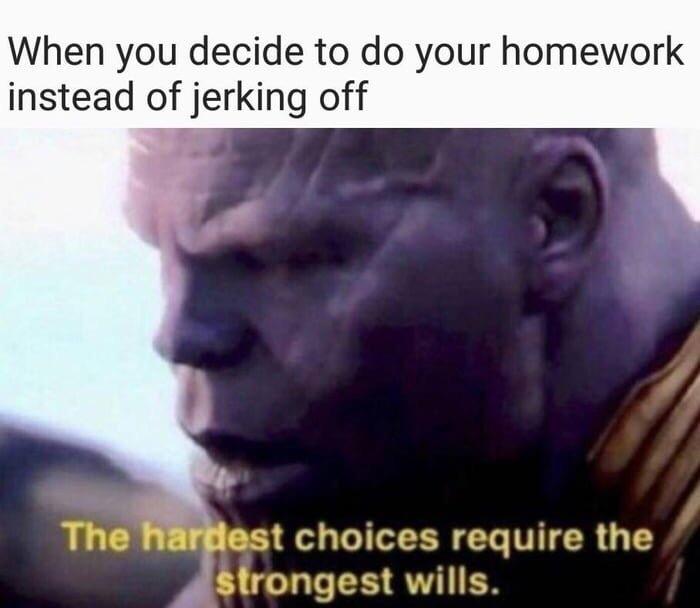 When you decide to do your homework
instead of jerking off
The hardest choices require the
strongest wills.